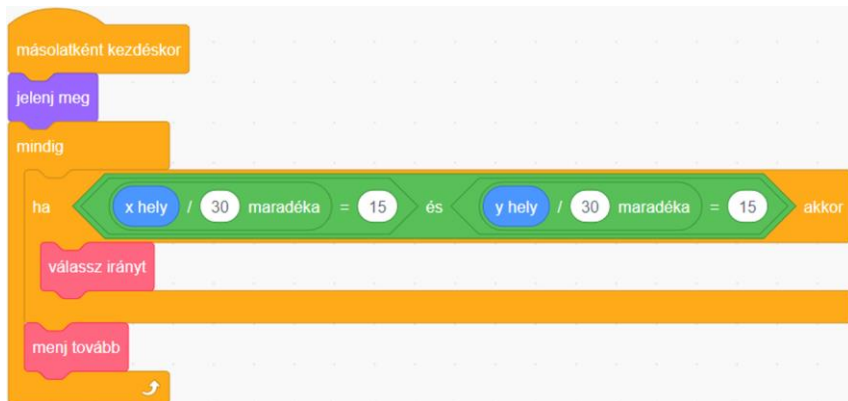 másolatként kezdéskor
jelenj meg
mindig
ha x hely / 30 maradéka = 15 és y hely / 30 maradéka = 15 akkor
válassz irányt
menj tovább